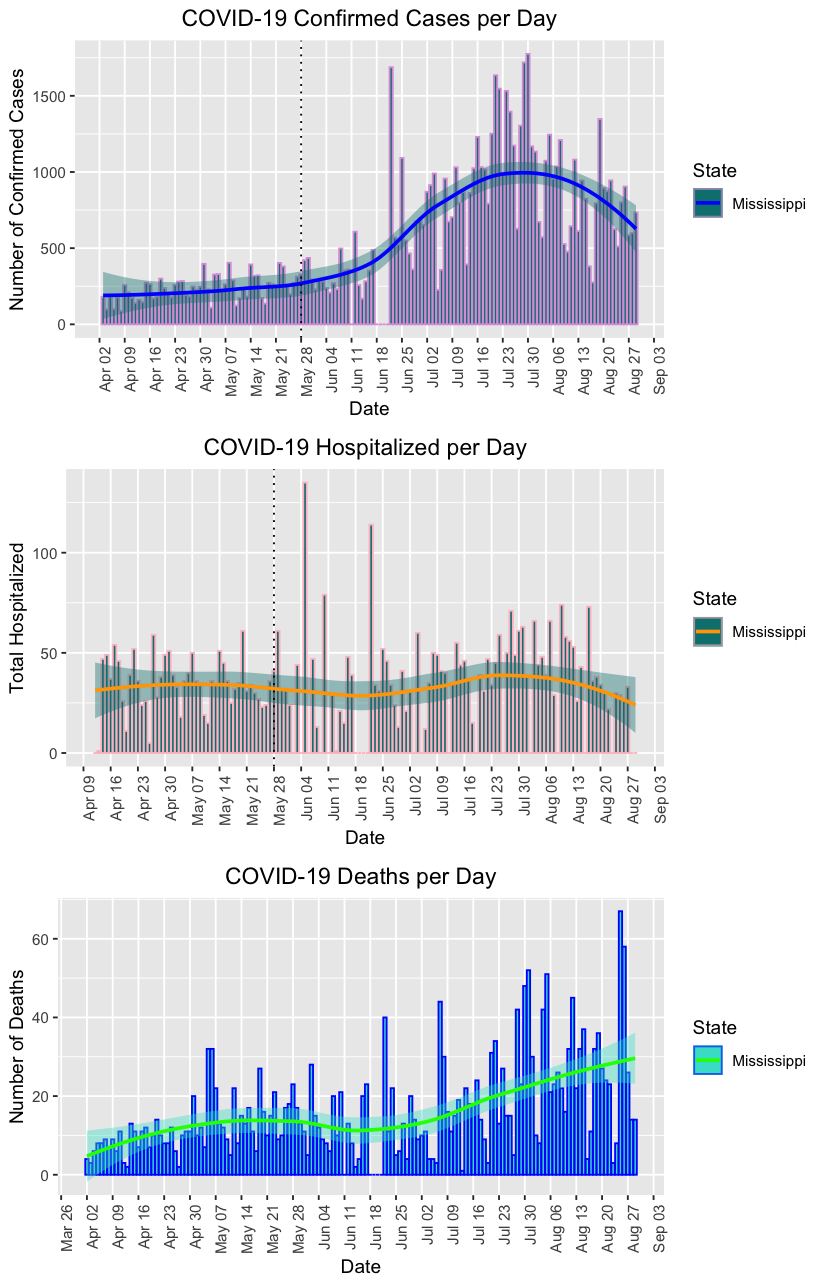 COVID-19 Confirmed Cases per Day
Number of Confirmed Cases
1500
1000
500
0
Apr 02
Apr 09
Apr 16
Apr 23
Apr 30
May 07
May 14
May 21
May 28
Jun 04
Jun 11
Jun 18
Jun 25
Jul 02
Jul 09
Jul 16
Jul 23
Jul 30
Aug 06
Aug 13
Aug 20
Aug 27
Sep 03
Date
State
Mississippi
COVID-19 Hospitalized per Day
Total Hospitalized
100
50
0
Apr 09
Apr 16
Apr 23
Apr 30
May 07
May 14
May 21
May 28
Jun 04
Jun 11
Jun 18
Jun 25
Jul 02
Jul 09
Jul 16
Jul 23
Jul 30
Aug 06
Aug 13
Aug 20
Aug 27
Sep 03
Date
State
Mississippi
COVID-19 Deaths per Day
Number of Deaths
60
40
20
0
Mar 26
Apr 02
Apr 09
Apr 16
Apr 23
Apr 30
May 07
May 14
May 21
May 28
Jun 04
Jun 11
Jun 18
Jun 25
Jul 02
Jul 09
Jul 16
Jul 23
Jul 30
Aug 06
Aug 13
Aug 20
Aug 27
Sep 03
Date
State
Mississippi